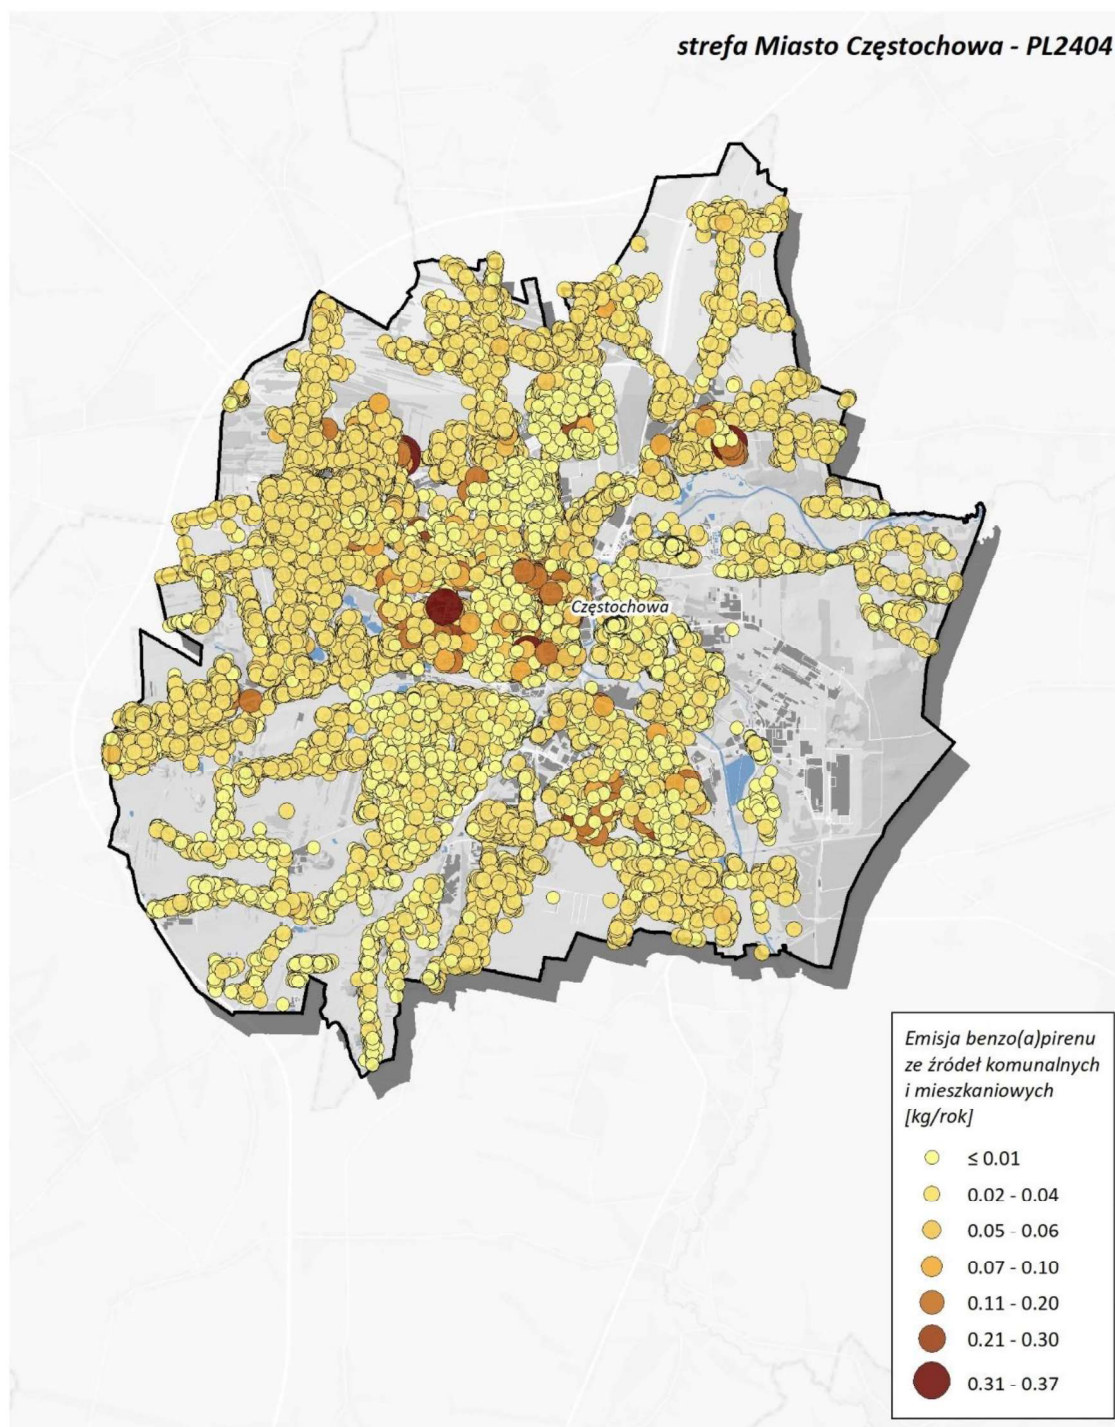 strefa Miasto Częstochowa - PL2404
Częstochowa
Emisja benzo(a)pirenu
ze źródeł komunalnych
i mieszkaniowych
[kg/rok]
≤ 0.01
0.02 - 0.04
0.05 - 0.06
0.07 - 0.10
0.11 - 0.20
0.21 - 0.30
0.31 - 0.37